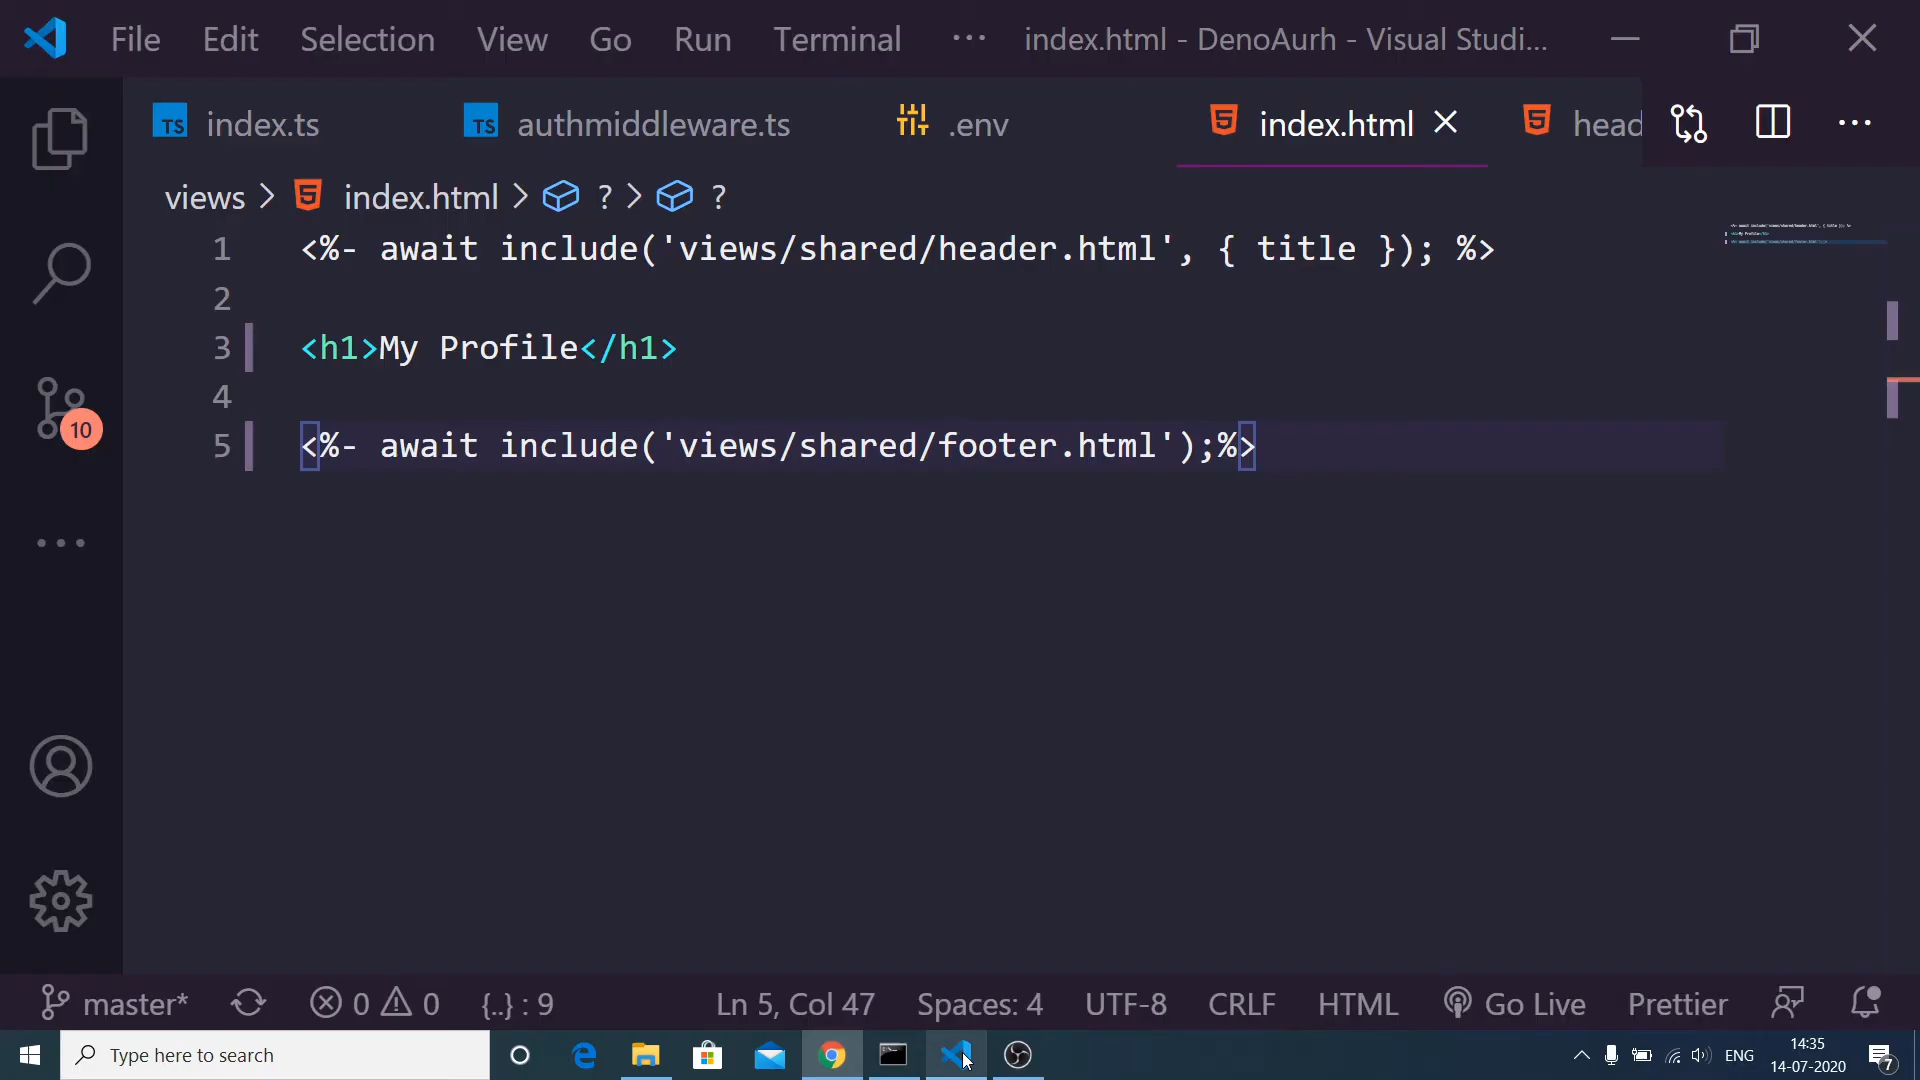 File Edit Selection View Go Run Terminal ··· index.html - DenoAurh - Visual Studi...
TS index.ts TS authmiddleware.ts .env index.html head
views > index.html > ? > ?
1 <%- await include('views/shared/header.html', { title }); %>
2
3 <h1>My Profile</h1>
4
5 <%- await include('views/shared/footer.html');%>
10
master* 0 0 {..} : 9 Ln 5, Col 47 Spaces: 4 UTF-8 CRLF HTML Go Live Prettier
Type here to search ENG 14:35
14-07-2020 7